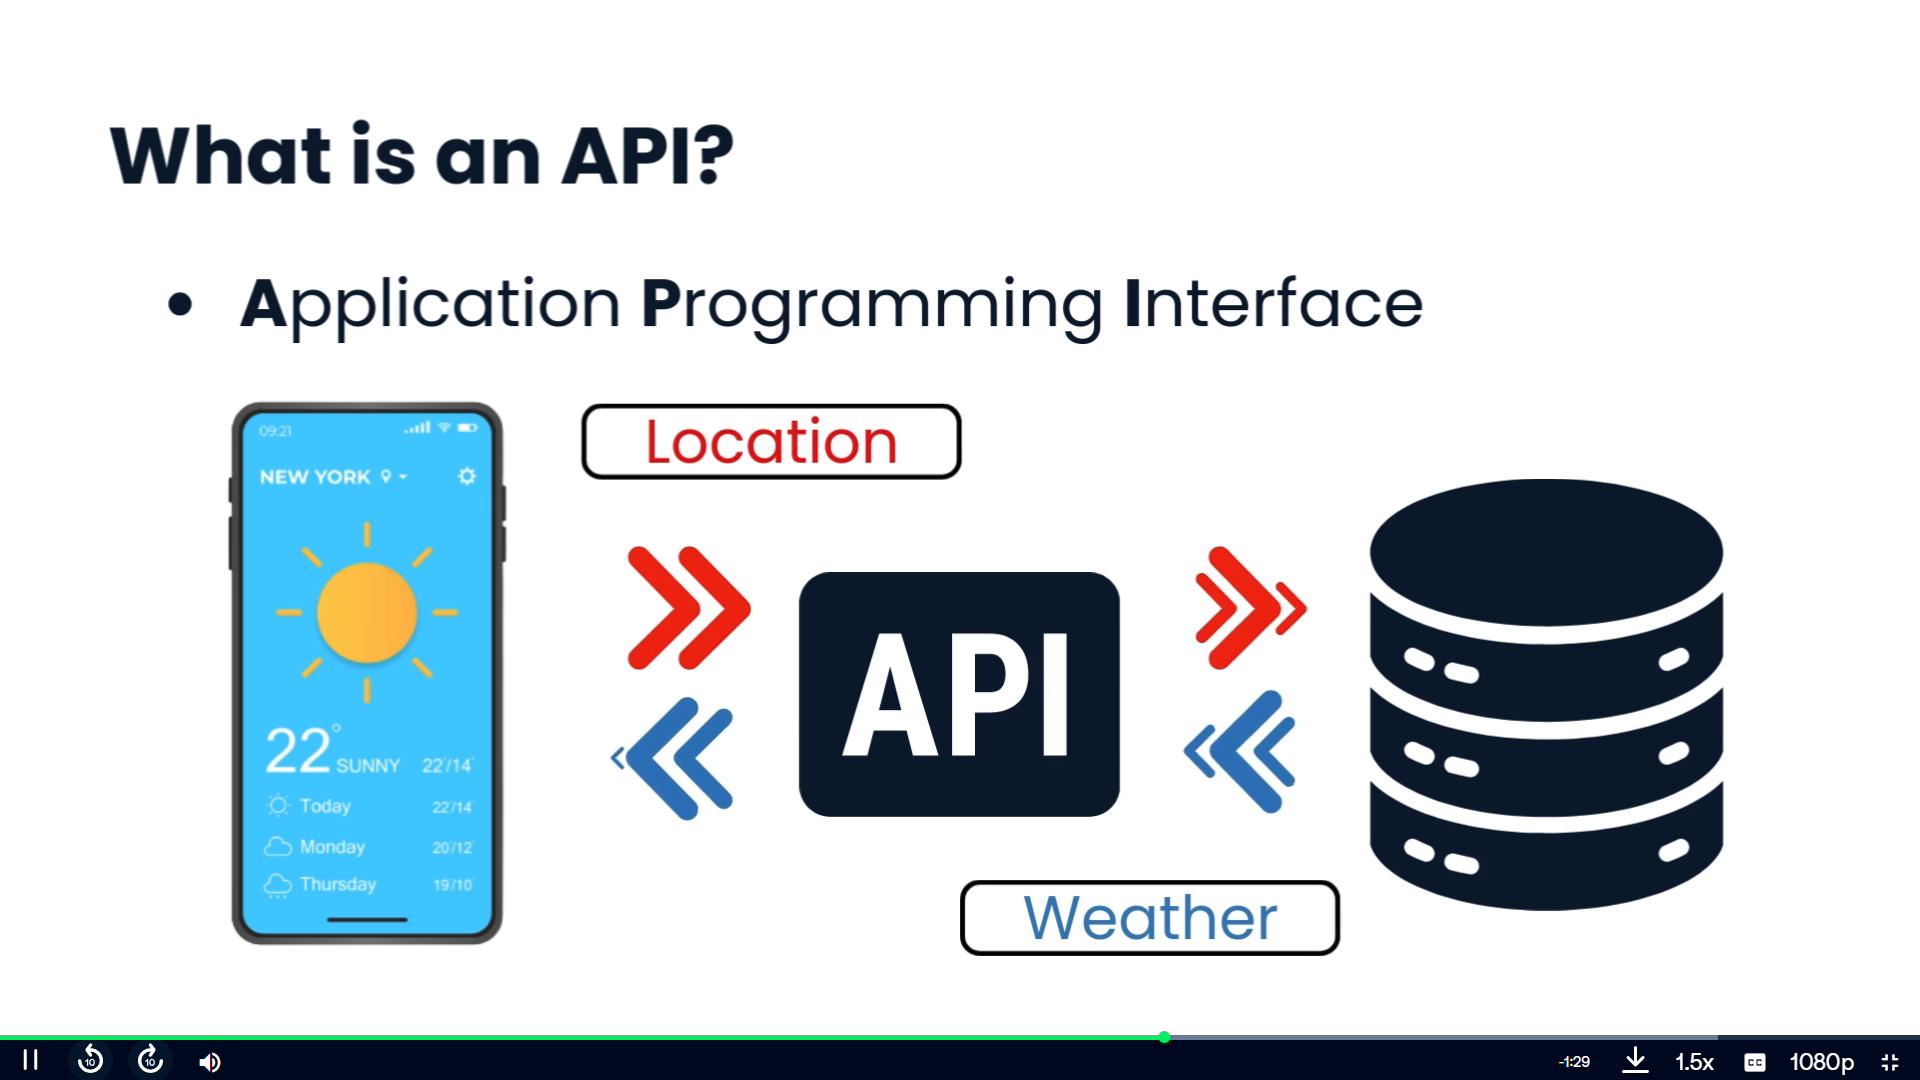 What is an API?
• Application Programming Interface
09:21
NEW YORK
22° SUNNY 22°/14°
Today 22°/14°
Monday 20°/12°
Thursday 19°/10°
Location
API
Weather
10 10 -1:29 1.5x CC 1080p